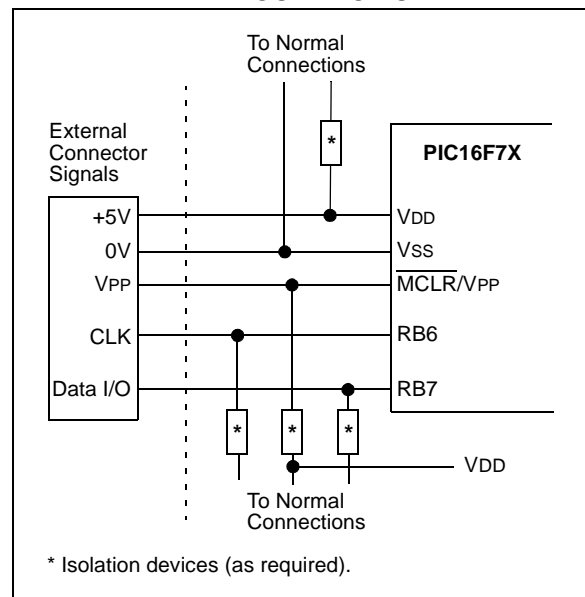 To Normal
Connections
External
Connector
Signals
PIC16F7X
*
+5V
VDD
0V
VSS
VPP
MCLR/VPP
CLK
RB6
Data I/O
RB7
* * *
VDD
To Normal
Connections
* Isolation devices (as required).